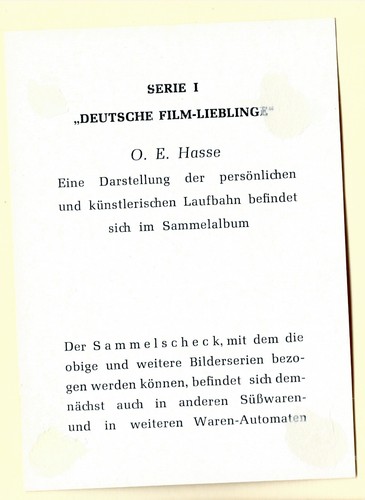 SERIE I
„DEUTSCHE FILM-LIEBLINGE“
O. E. Hasse
Eine Darstellung der persönlichen
und künstlerischen Laufbahn befindet
sich im Sammelalbum
Der Sammelscheck, mit dem die
obige und weitere Bilderserien bezo-
gen werden können, befindet sich dem-
nächst auch in anderen Süßwaren-
und in weiteren Waren-Automaten